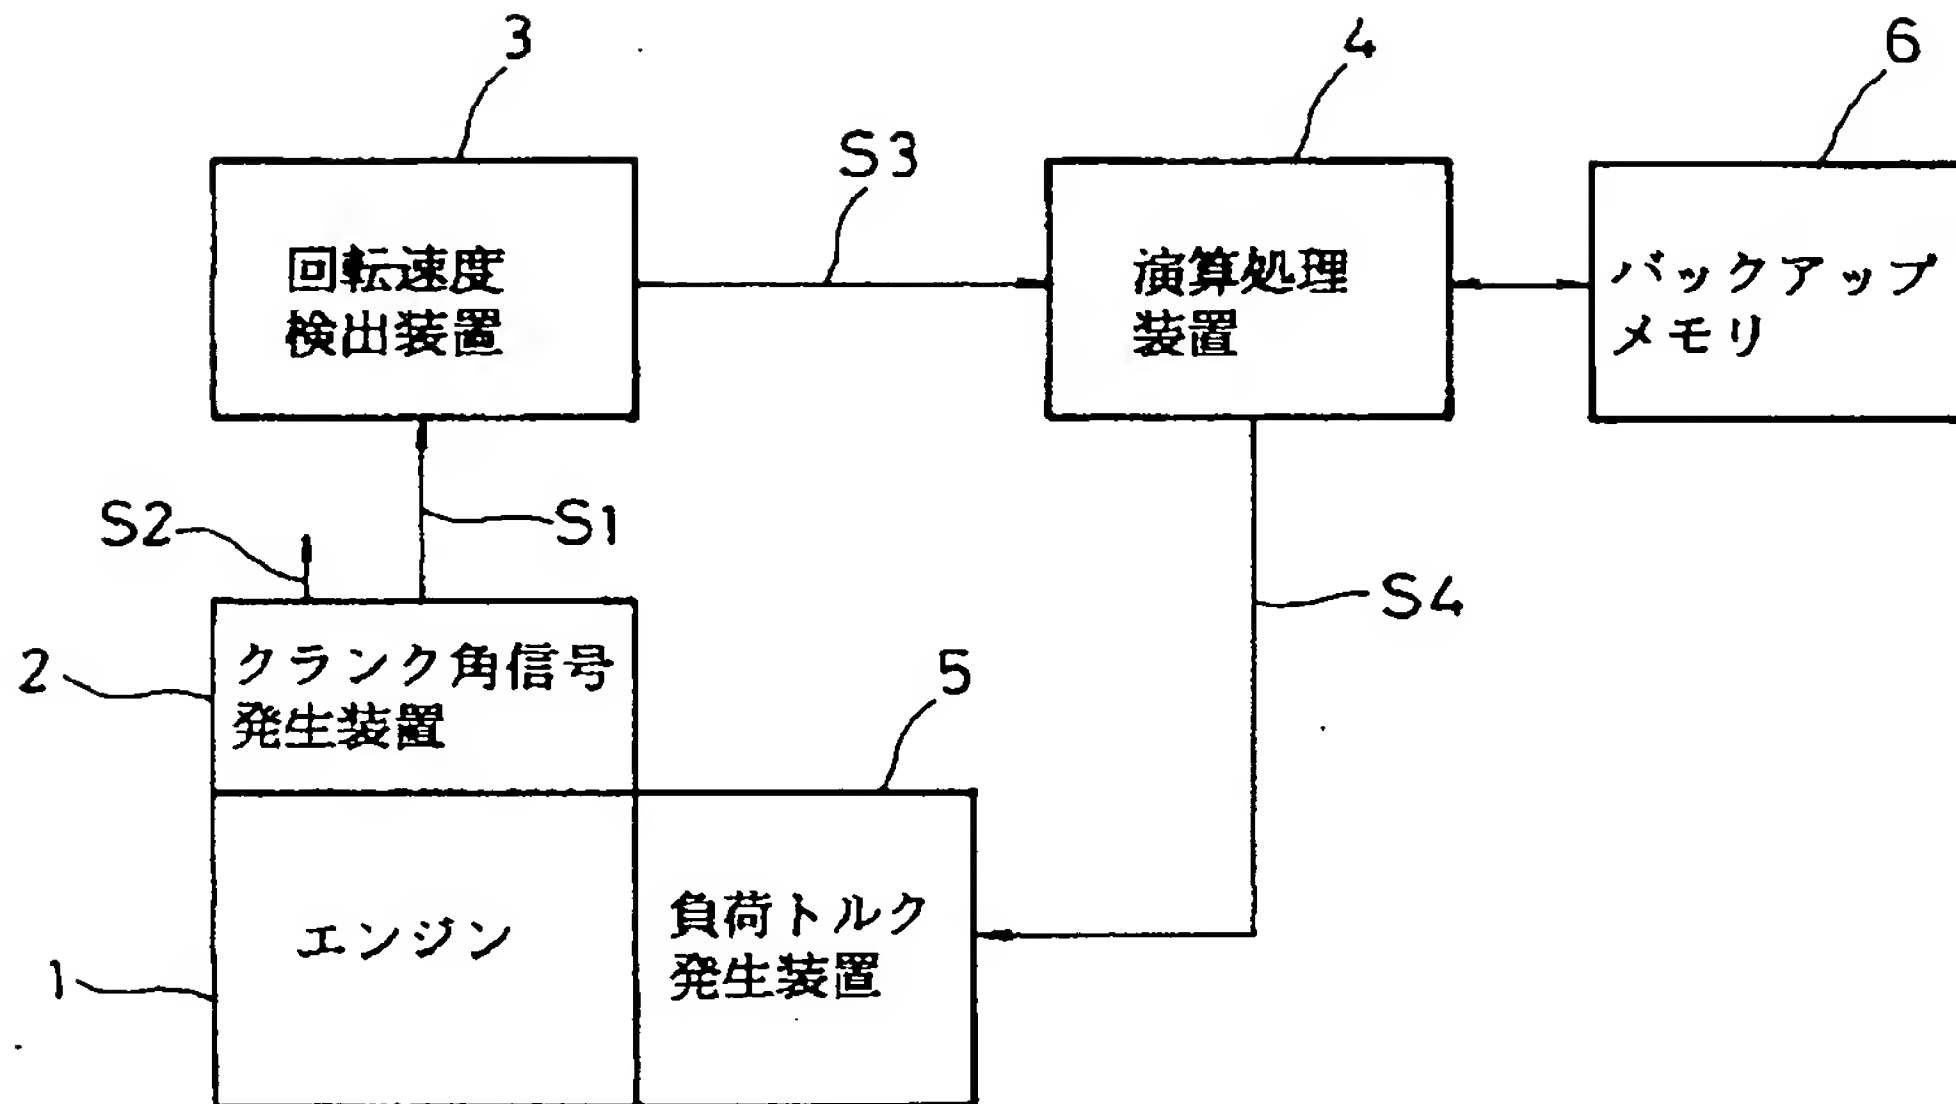 3
4
6
S3
回転速度
検出装置
演算処理
装置
バックアップ
メモリ
S2
S1
S4
2
クランク角信号
発生装置
5
エンジン
負荷トルク
発生装置
1